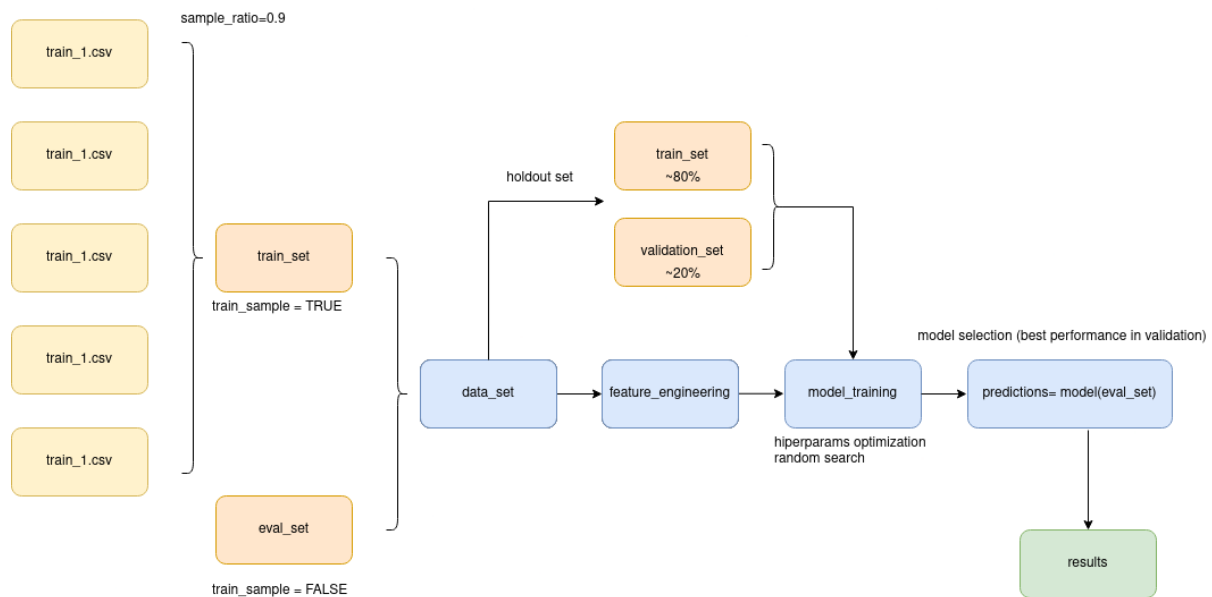 sample_ratio=0.9
train_1.csv
train_1.csv
train_1.csv
train_1.csv
train_1.csv
train_set
train_sample = TRUE
eval_set
train_sample = FALSE
data_set
holdout set
train_set
~80%
validation_set
~20%
feature_engineering
model_training
hiperparams optimization
random search
model selection (best performance in validation)
predictions= model(eval_set)
results